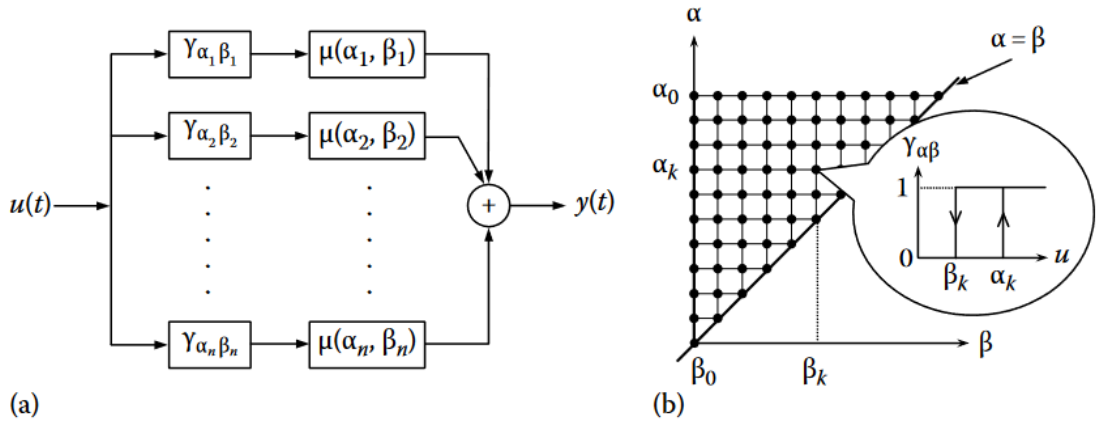 γα₁β₁
μ(α₁, β₁)
γα₂β₂
μ(α₂, β₂)
u(t)
+
y(t)
γαₙβₙ
μ(αₙ, βₙ)
(a)
α
α = β
α₀
αₖ
γαβ
1
0
βₖ
αₖ
u
β₀
βₖ
β
(b)